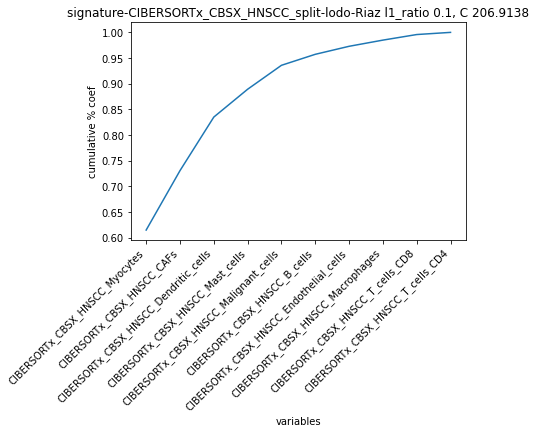 signature-CIBERSORTx_CBSX_HNSCC_split-lodo-Riaz l1_ratio 0.1, C 206.9138
1.00
0.95
0.90
0.85
0.80
0.75
0.70
0.65
0.60
cumulative % coef
CIBERSORTx_CBSX_HNSCC_Myocytes
CIBERSORTx_CBSX_HNSCC_CAFs
CIBERSORTx_CBSX_HNSCC_Dendritic_cells
CIBERSORTx_CBSX_HNSCC_Mast_cells
CIBERSORTx_CBSX_HNSCC_Malignant_cells
CIBERSORTx_CBSX_HNSCC_B_cells
CIBERSORTx_CBSX_HNSCC_Endothelial_cells
CIBERSORTx_CBSX_HNSCC_Macrophages
CIBERSORTx_CBSX_HNSCC_T_cells_CD8
CIBERSORTx_CBSX_HNSCC_T_cells_CD4
variables